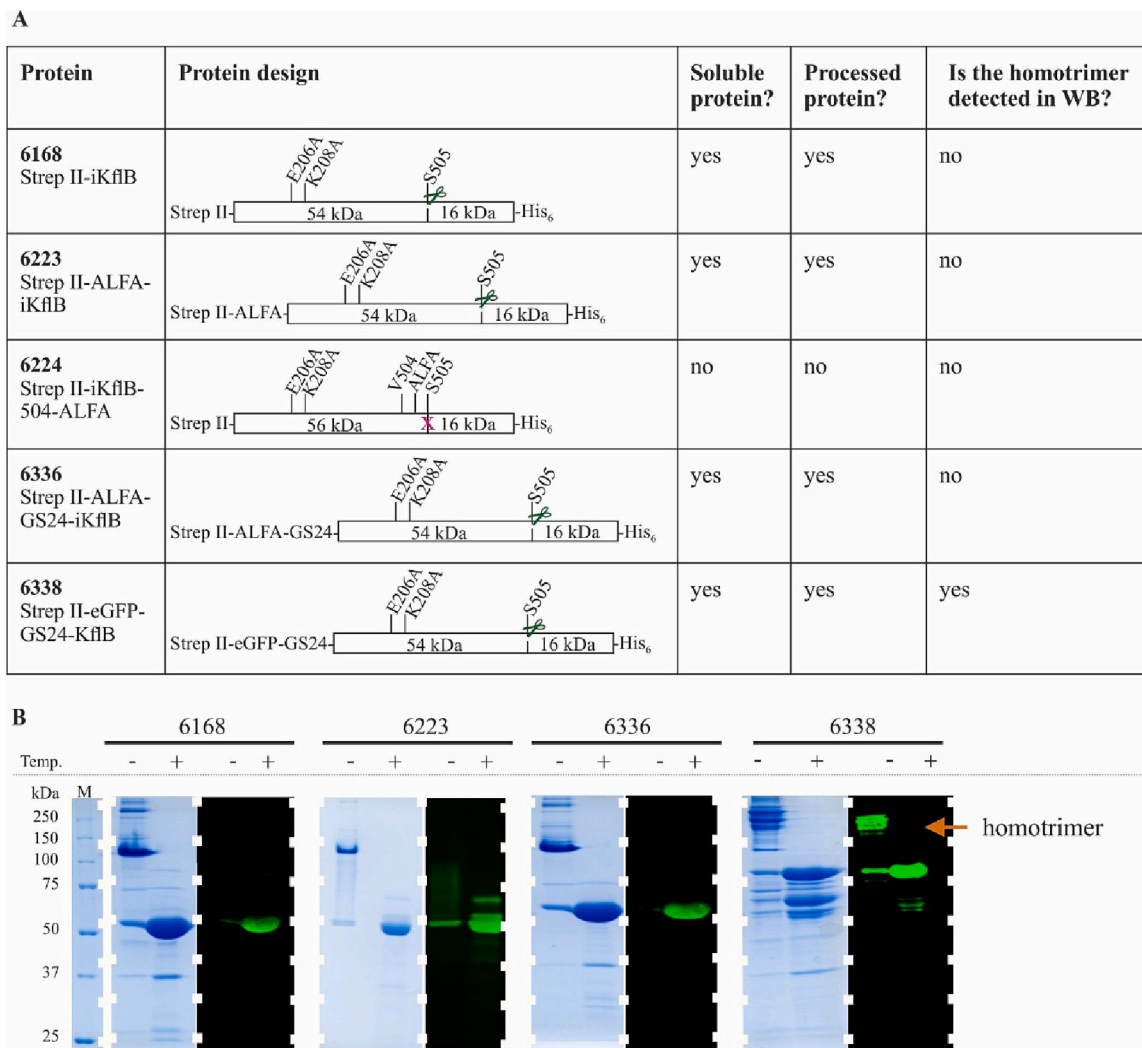 A
Protein
Protein design
Soluble
protein?
Processed
protein?
Is the homotrimer
detected in WB?
6168
Strep II-iKflB
E206A
K208A
S505
Strep II-
54 kDa
16 kDa
-His6
yes
yes
no
6223
Strep II-ALFA-
iKflB
E206A
K208A
S505
Strep II-ALFA-
54 kDa
16 kDa
-His6
yes
yes
no
6224
Strep II-iKflB-
504-ALFA
E206A
K208A
V504
ALFA
S505
Strep II-
56 kDa
X
16 kDa
-His6
no
no
no
6336
Strep II-ALFA-
GS24-iKflB
E206A
K208A
S505
Strep II-ALFA-GS24-
54 kDa
16 kDa
-His6
yes
yes
no
6338
Strep II-eGFP-
GS24-KflB
E206A
K208A
S505
Strep II-eGFP-GS24-
54 kDa
16 kDa
-His6
yes
yes
yes
B
6168 6223 6336 6338
Temp. - + - + - + - + - + - + - + - +
kDa M
250
150
100
75
50
37
25
homotrimer